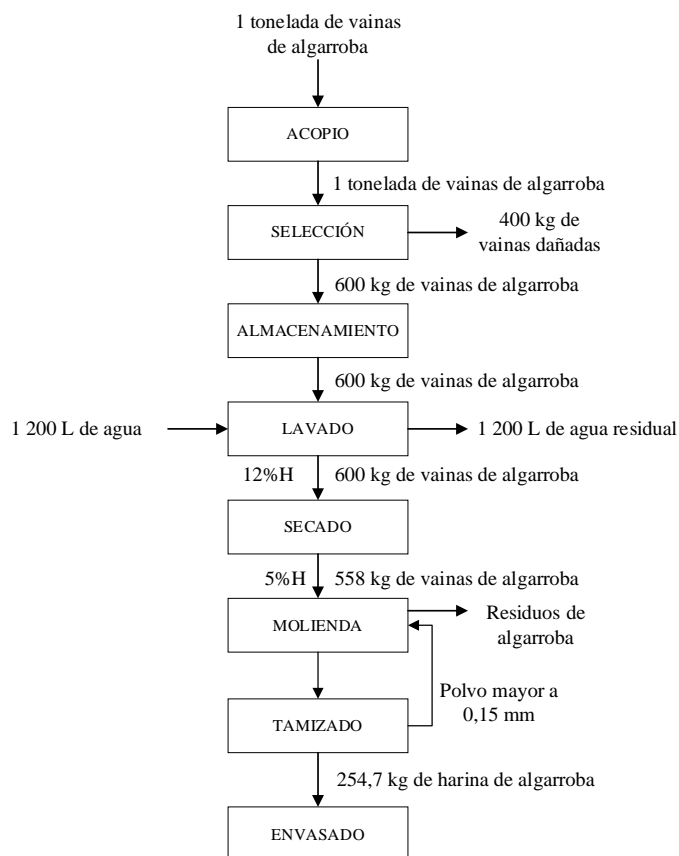 1 tonelada de vainas
de algarroba
ACOPIO
1 tonelada de vainas de algarroba
SELECCIÓN
400 kg de
vainas dañadas
600 kg de vainas de algarroba
ALMACENAMIENTO
600 kg de vainas de algarroba
1 200 L de agua
LAVADO
1 200 L de agua residual
12%H
600 kg de vainas de algarroba
SECADO
5%H
558 kg de vainas de algarroba
MOLIENDA
Residuos de
algarroba
Polvo mayor a
0,15 mm
TAMIZADO
254,7 kg de harina de algarroba
ENVASADO